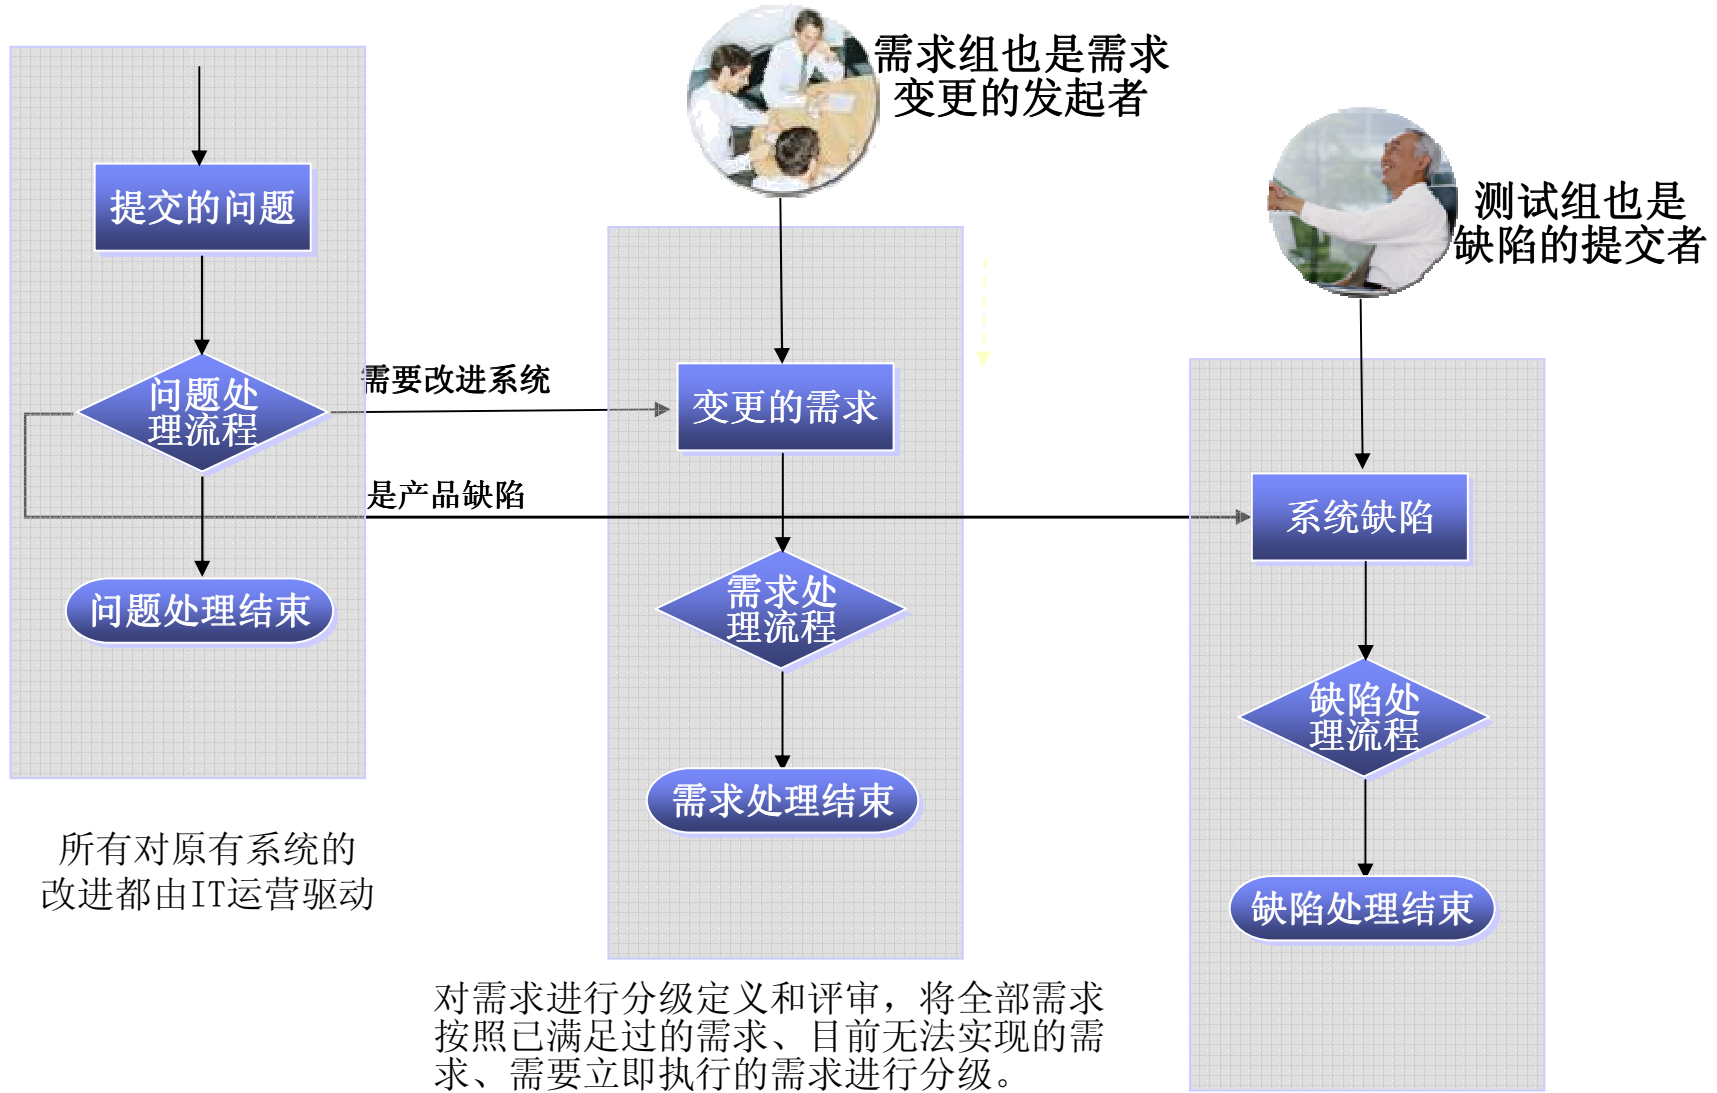 需求组也是需求
变更的发起者
测试组也是
缺陷的提交者
提交的问题
问题处
理流程
需要改进系统
变更的需求
是产品缺陷
系统缺陷
问题处理结束
需求处
理流程
缺陷处
理流程
需求处理结束
缺陷处理结束
所有对原有系统的
改进都由IT运营驱动
对需求进行分级定义和评审，将全部需求
按照已满足过的需求、目前无法实现的需
求、需要立即执行的需求进行分级。